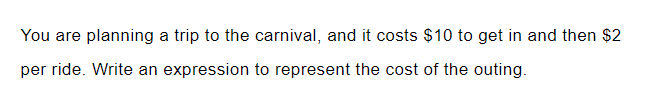 You are planning a trip to the carnival, and it costs $10 to get in and then $2
per ride. Write an expression to represent the cost of the outing.